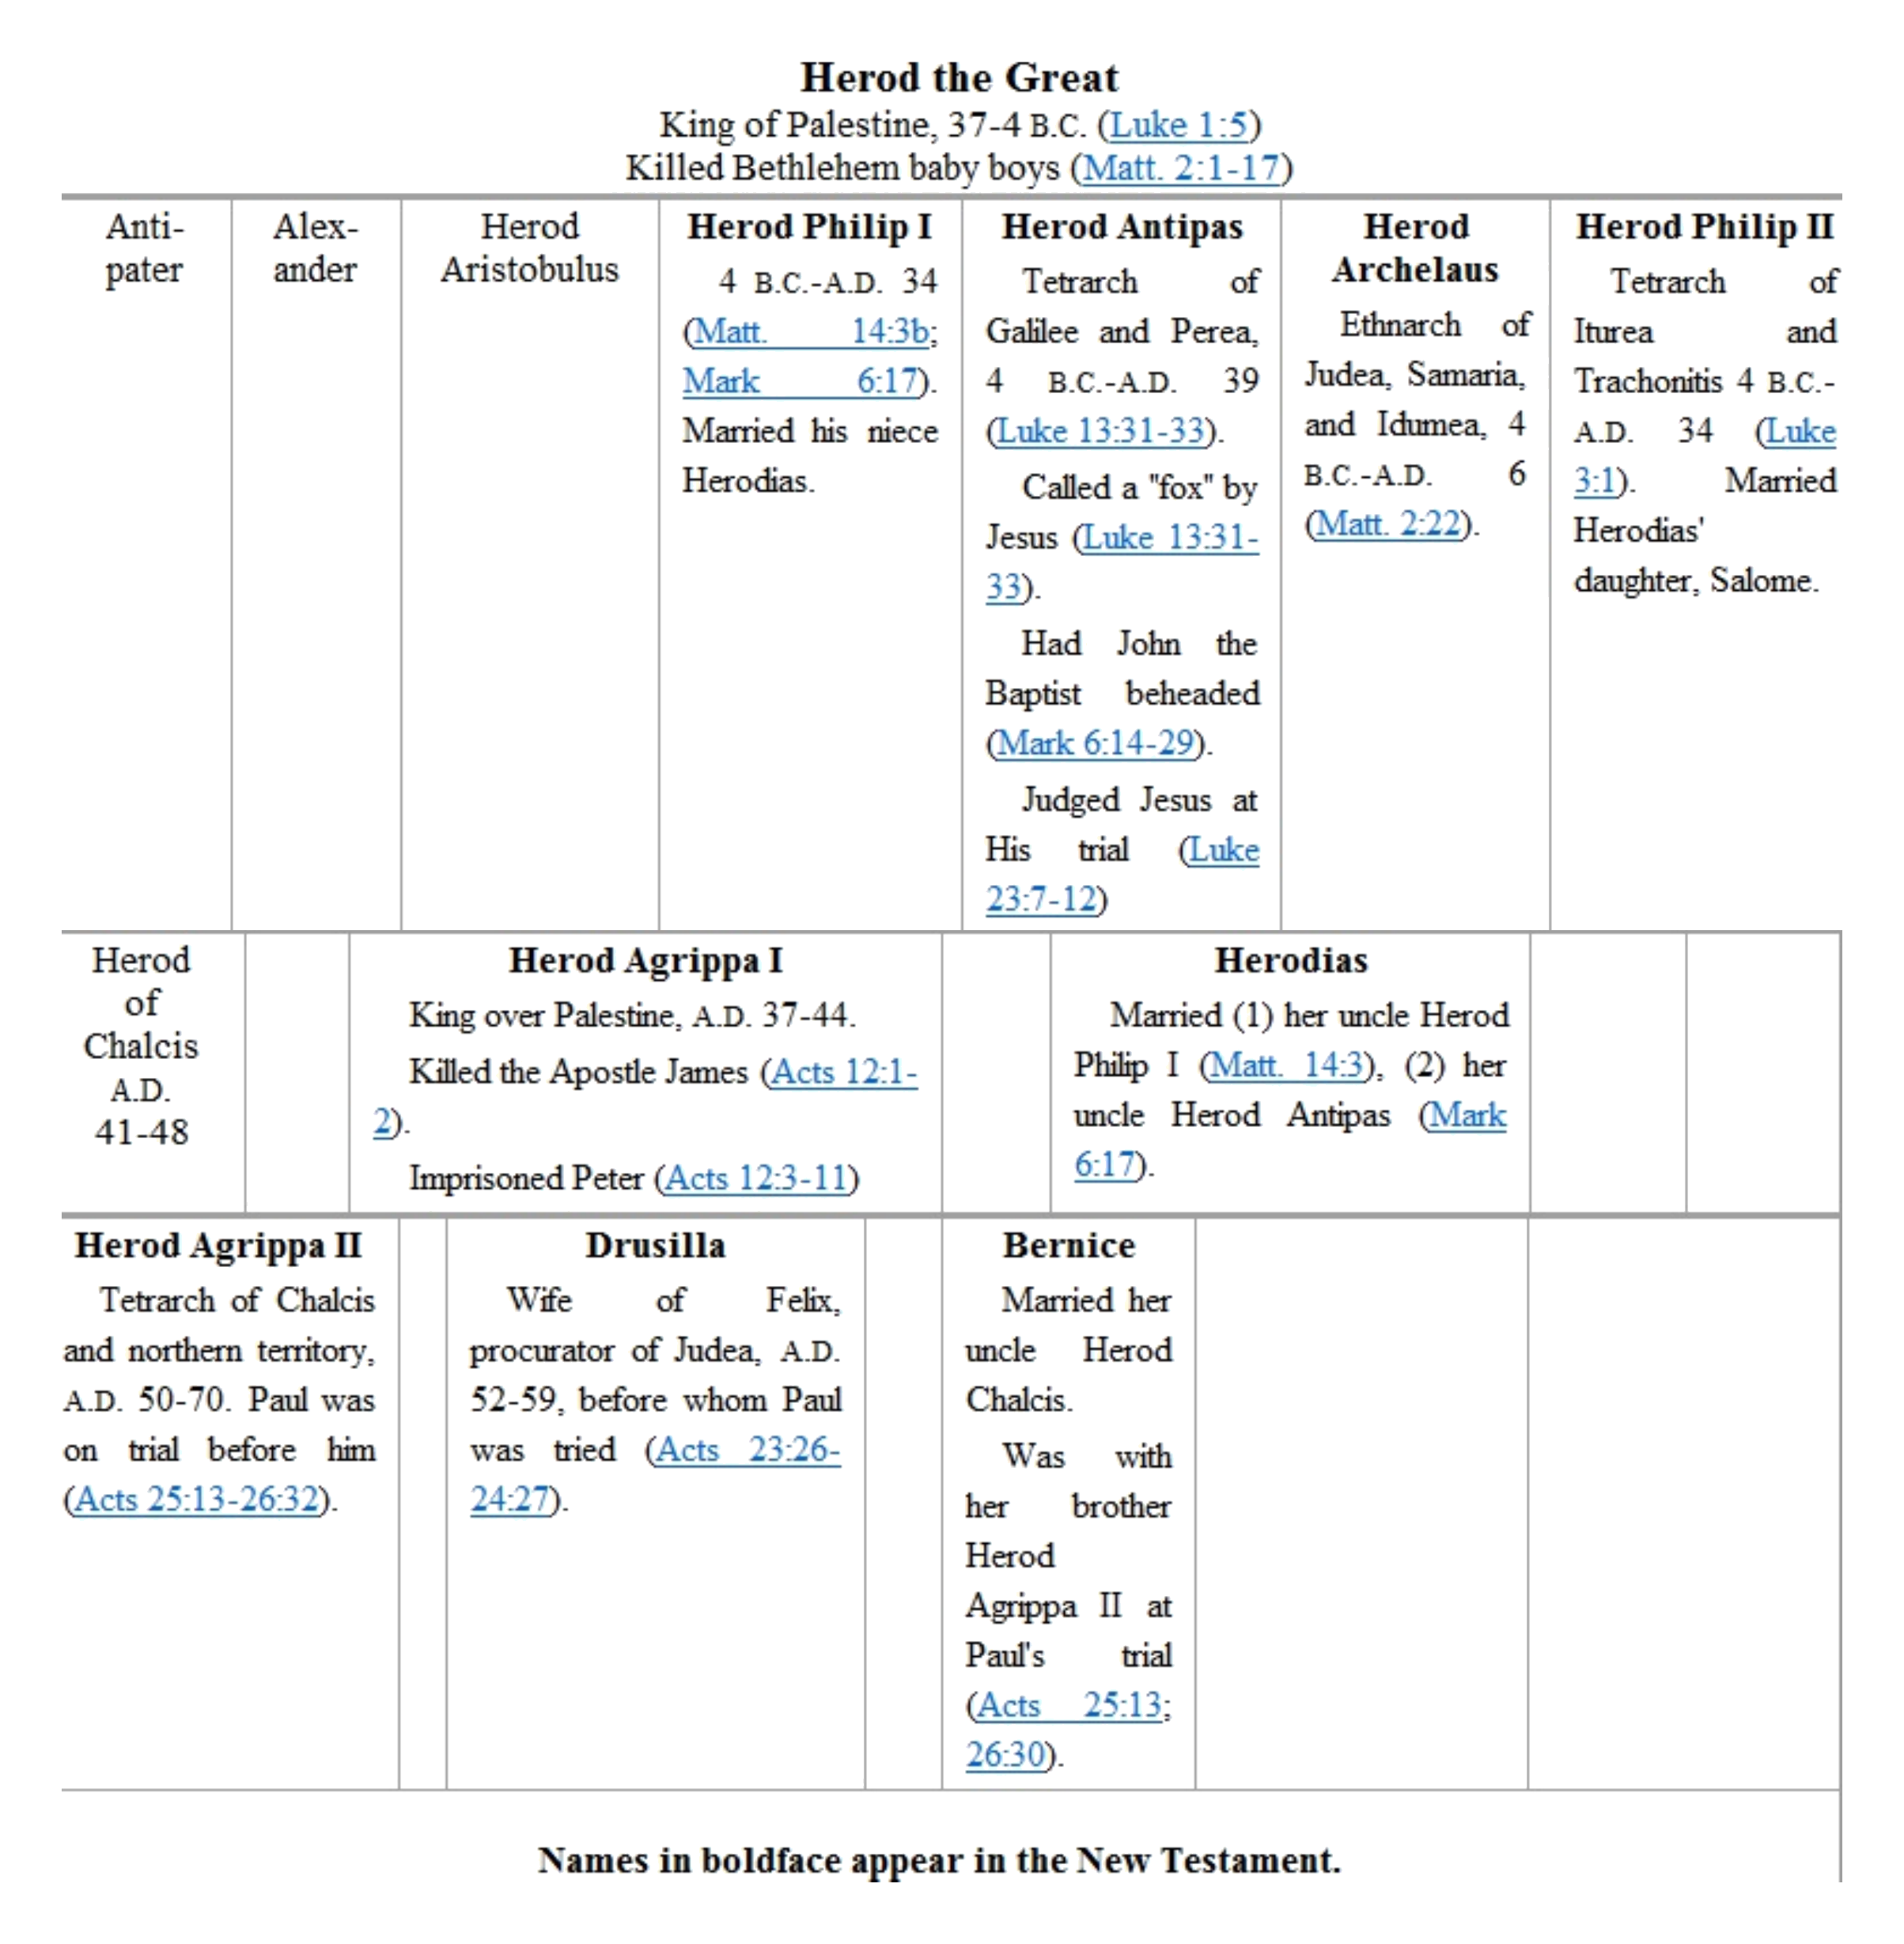 Herod the Great
King of Palestine, 37-4 B.C. (Luke 1:5)
Killed Bethlehem baby boys (Matt. 2:1-17)
Anti-
pater
Alex-
ander
Herod
Aristobulus
Herod Philip I
4 B.C.-A.D. 34
(Matt. 14:3b;
Mark 6:17).
Married his niece
Herodias.
Herod Antipas
Tetrarch of
Galilee and Perea,
4 B.C.-A.D. 39
(Luke 13:31-33).
Called a "fox" by
Jesus (Luke 13:31-
33).
Had John the
Baptist beheaded
(Mark 6:14-29).
Judged Jesus at
His trial (Luke
23:7-12)
Herod
Archelaus
Ethnarch of
Judea, Samaria,
and Idumea, 4
B.C.-A.D. 6
(Matt. 2:22).
Herod Philip II
Tetrarch of
Iturea and
Trachonitis 4 B.C.-
A.D. 34 (Luke
3:1). Married
Herodias'
daughter, Salome.
Herod
of
Chalcis
A.D.
41-48
Herod Agrippa I
King over Palestine, A.D. 37-44.
Killed the Apostle James (Acts 12:1-
2).
Imprisoned Peter (Acts 12:3-11)
Herodias
Married (1) her uncle Herod
Philip I (Matt. 14:3), (2) her
uncle Herod Antipas (Mark
6:17).
Herod Agrippa II
Tetrarch of Chalcis
and northern territory,
A.D. 50-70. Paul was
on trial before him
(Acts 25:13-26:32).
Drusilla
Wife of Felix,
procurator of Judea, A.D.
52-59, before whom Paul
was tried (Acts 23:26-
24:27).
Bernice
Married her
uncle Herod
Chalcis.
Was with
her brother
Herod
Agrippa II at
Paul's trial
(Acts 25:13;
26:30).
Names in boldface appear in the New Testament.